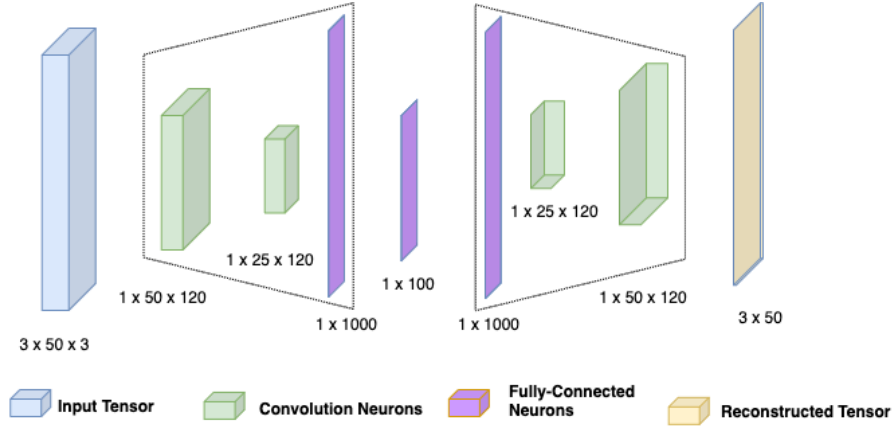 3 x 50 x 3
1 x 50 x 120
1 x 25 x 120
1 x 1000
1 x 100
1 x 1000
1 x 25 x 120
1 x 50 x 120
3 x 50
Input Tensor
Convolution Neurons
Fully-Connected
Neurons
Reconstructed Tensor